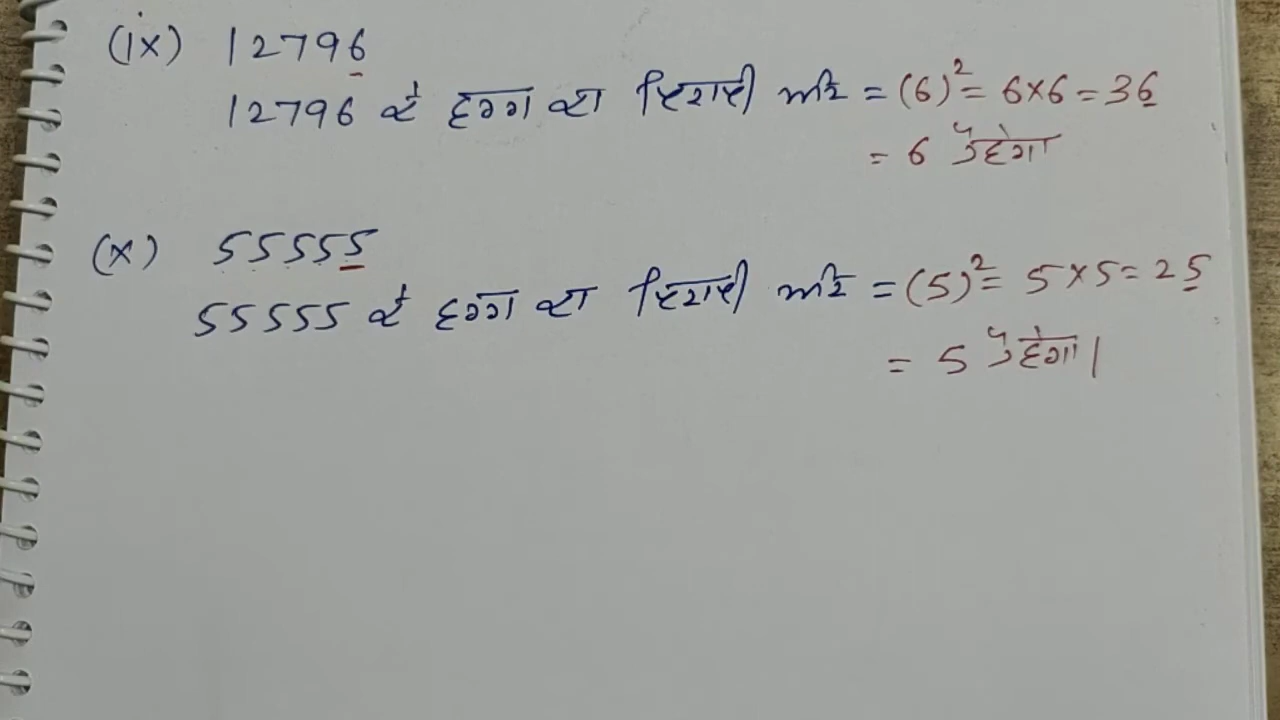 (ix) 12796
12796 के वर्ग का इकाई अंक = (6)² = 6×6 = 36
= 6 होगा
(x) 55555
55555 के वर्ग का इकाई अंक = (5)² = 5×5 = 25
= 5 होगा।